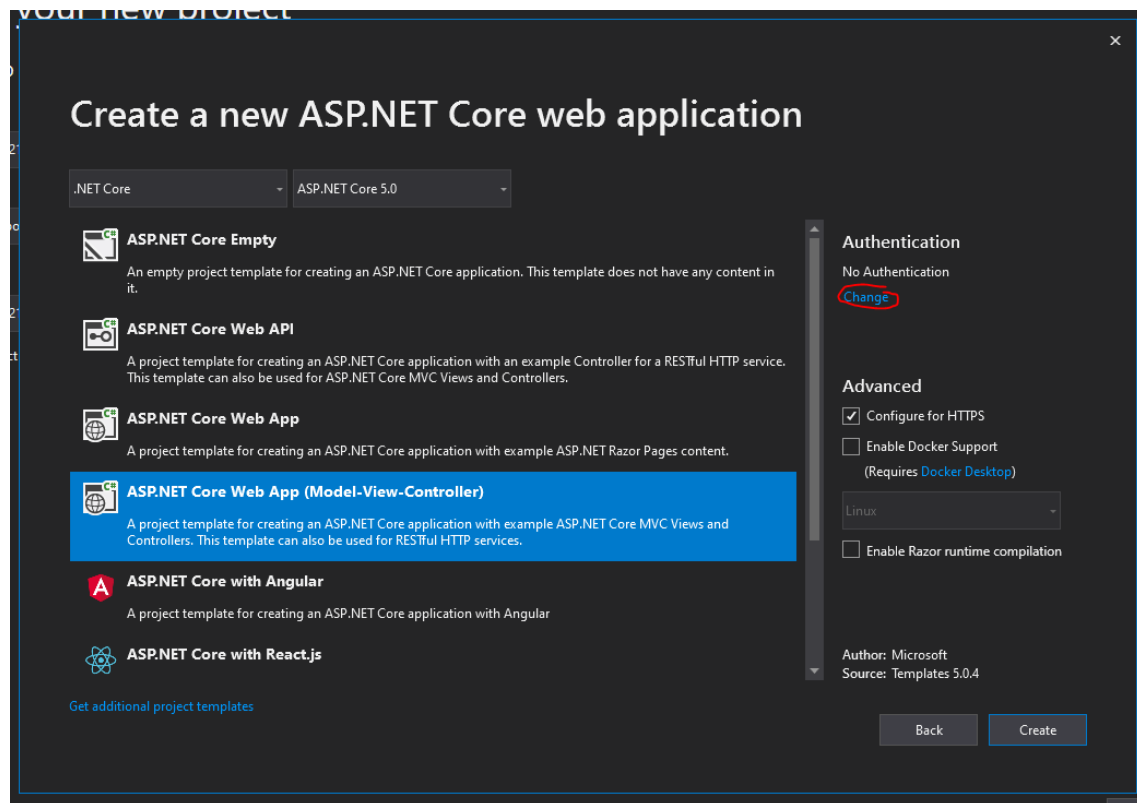 your new project
Create a new ASP.NET Core web application
.NET Core
ASP.NET Core 5.0
ASP.NET Core Empty
An empty project template for creating an ASP.NET Core application. This template does not have any content in
it.
ASP.NET Core Web API
A project template for creating an ASP.NET Core application with an example Controller for a RESTful HTTP service.
This template can also be used for ASP.NET Core MVC Views and Controllers.
ASP.NET Core Web App
A project template for creating an ASP.NET Core application with example ASP.NET Razor Pages content.
ASP.NET Core Web App (Model-View-Controller)
A project template for creating an ASP.NET Core application with example ASP.NET Core MVC Views and
Controllers. This template can also be used for RESTful HTTP services.
ASP.NET Core with Angular
A project template for creating an ASP.NET Core application with Angular
ASP.NET Core with React.js
Get additional project templates
Authentication
No Authentication
Change
Advanced
Configure for HTTPS
Enable Docker Support
(Requires Docker Desktop)
Linux
Enable Razor runtime compilation
Author: Microsoft
Source: Templates 5.0.4
Back
Create